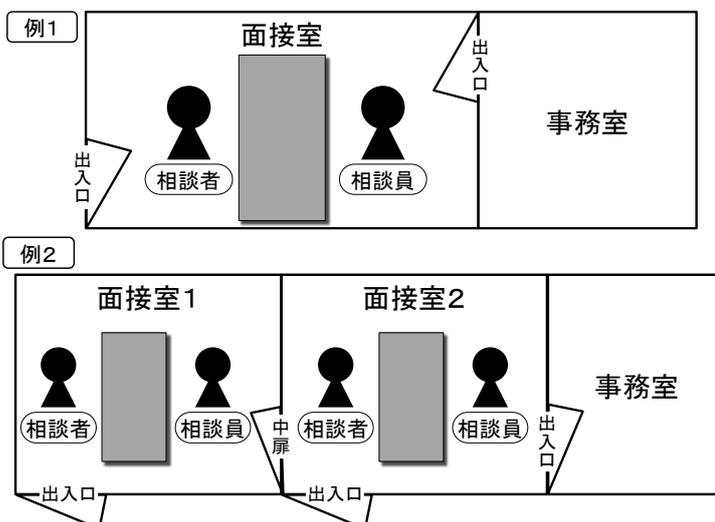 例1
面接室
出入口
事務室
出入口
相談者
相談員
例2
面接室1
面接室2
事務室
相談者
相談員
中扉
相談者
相談員
出入口
出入口
出入口